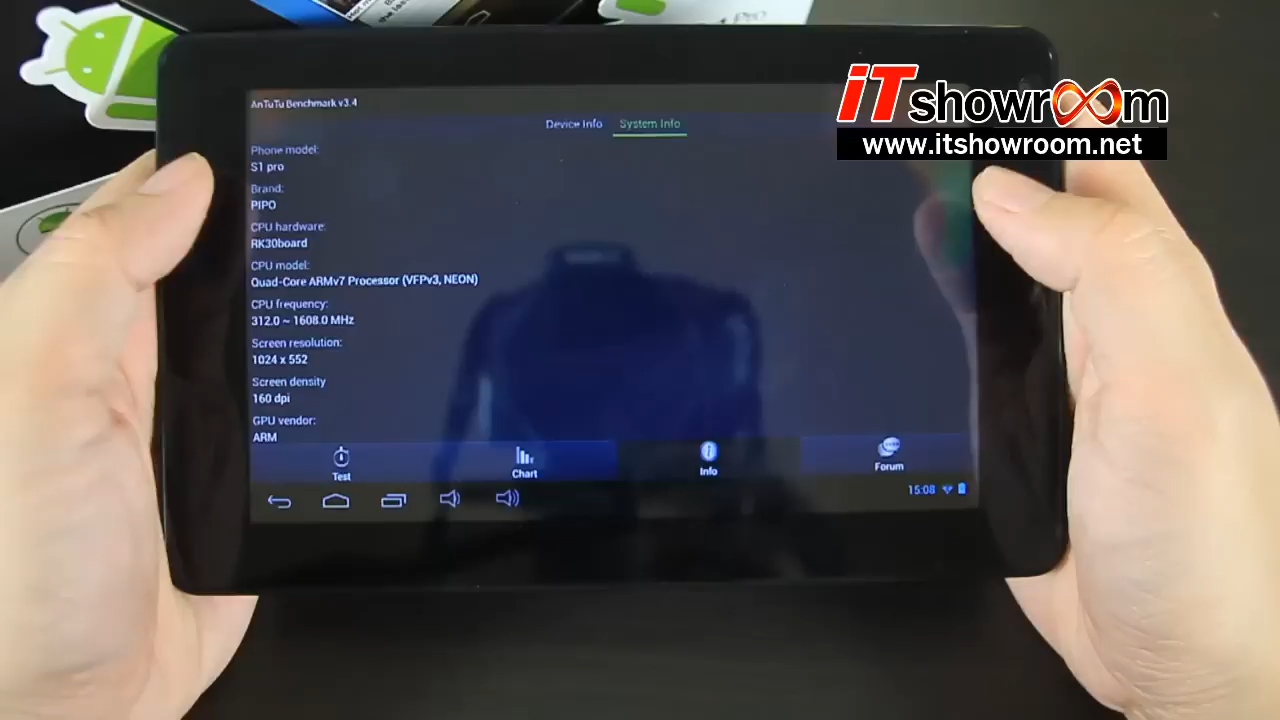 Pro
iTshowroom
www.itshowroom.net
AnTuTu Benchmark v3.4
Device Info
System Info
Phone model:
S1 pro
Brand:
PIPO
CPU hardware:
RK30board
CPU model:
Quad-Core ARMv7 Processor (VFPv3, NEON)
CPU frequency:
312.0 ~ 1608.0 MHz
Screen resolution:
1024 x 552
Screen density
160 dpi
GPU vendor:
ARM
Test
Chart
Info
Forum
15:08